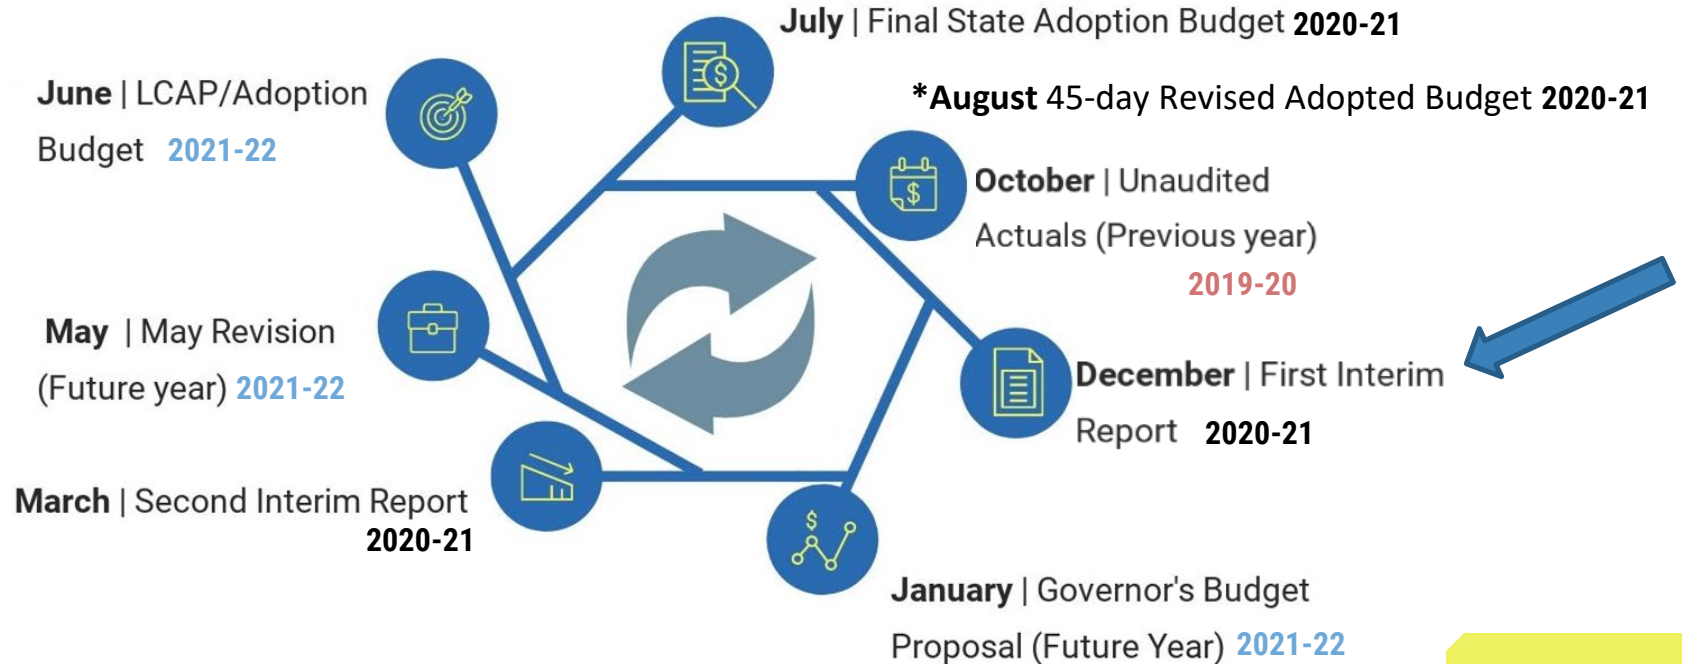 July | Final State Adoption Budget 2020-21
*August 45-day Revised Adopted Budget 2020-21
October | Unaudited
Actuals (Previous year)
2019-20
December | First Interim
Report 2020-21
January | Governor's Budget
Proposal (Future Year) 2021-22
March | Second Interim Report
2020-21
May | May Revision
(Future year) 2021-22
June | LCAP/Adoption
Budget 2021-22
$
$
$